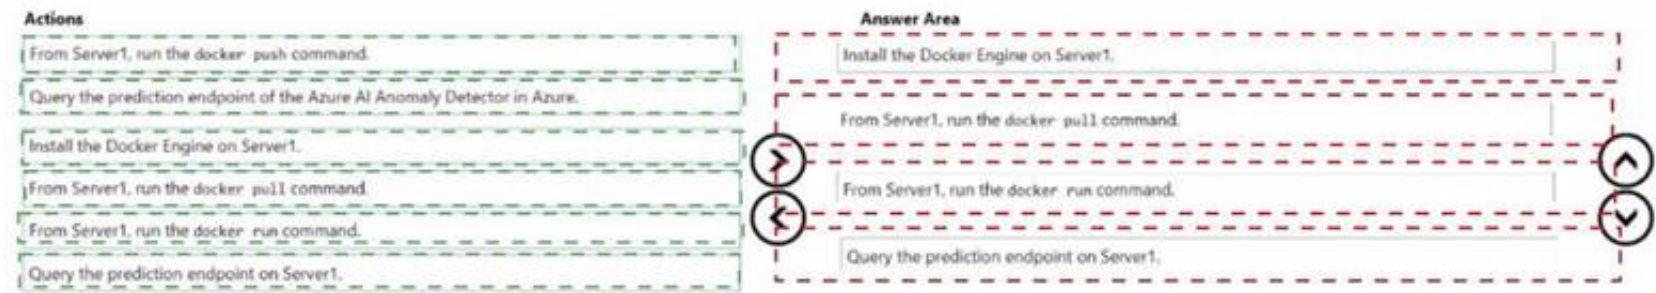 Actions
From Server1, run the docker push command.
Query the prediction endpoint of the Azure AI Anomaly Detector in Azure.
Install the Docker Engine on Server1.
From Server1, run the docker pull command.
From Server1, run the docker run command.
Query the prediction endpoint on Server1.
Answer Area
Install the Docker Engine on Server1.
From Server1, run the docker pull command.
From Server1, run the docker run command.
Query the prediction endpoint on Server1.